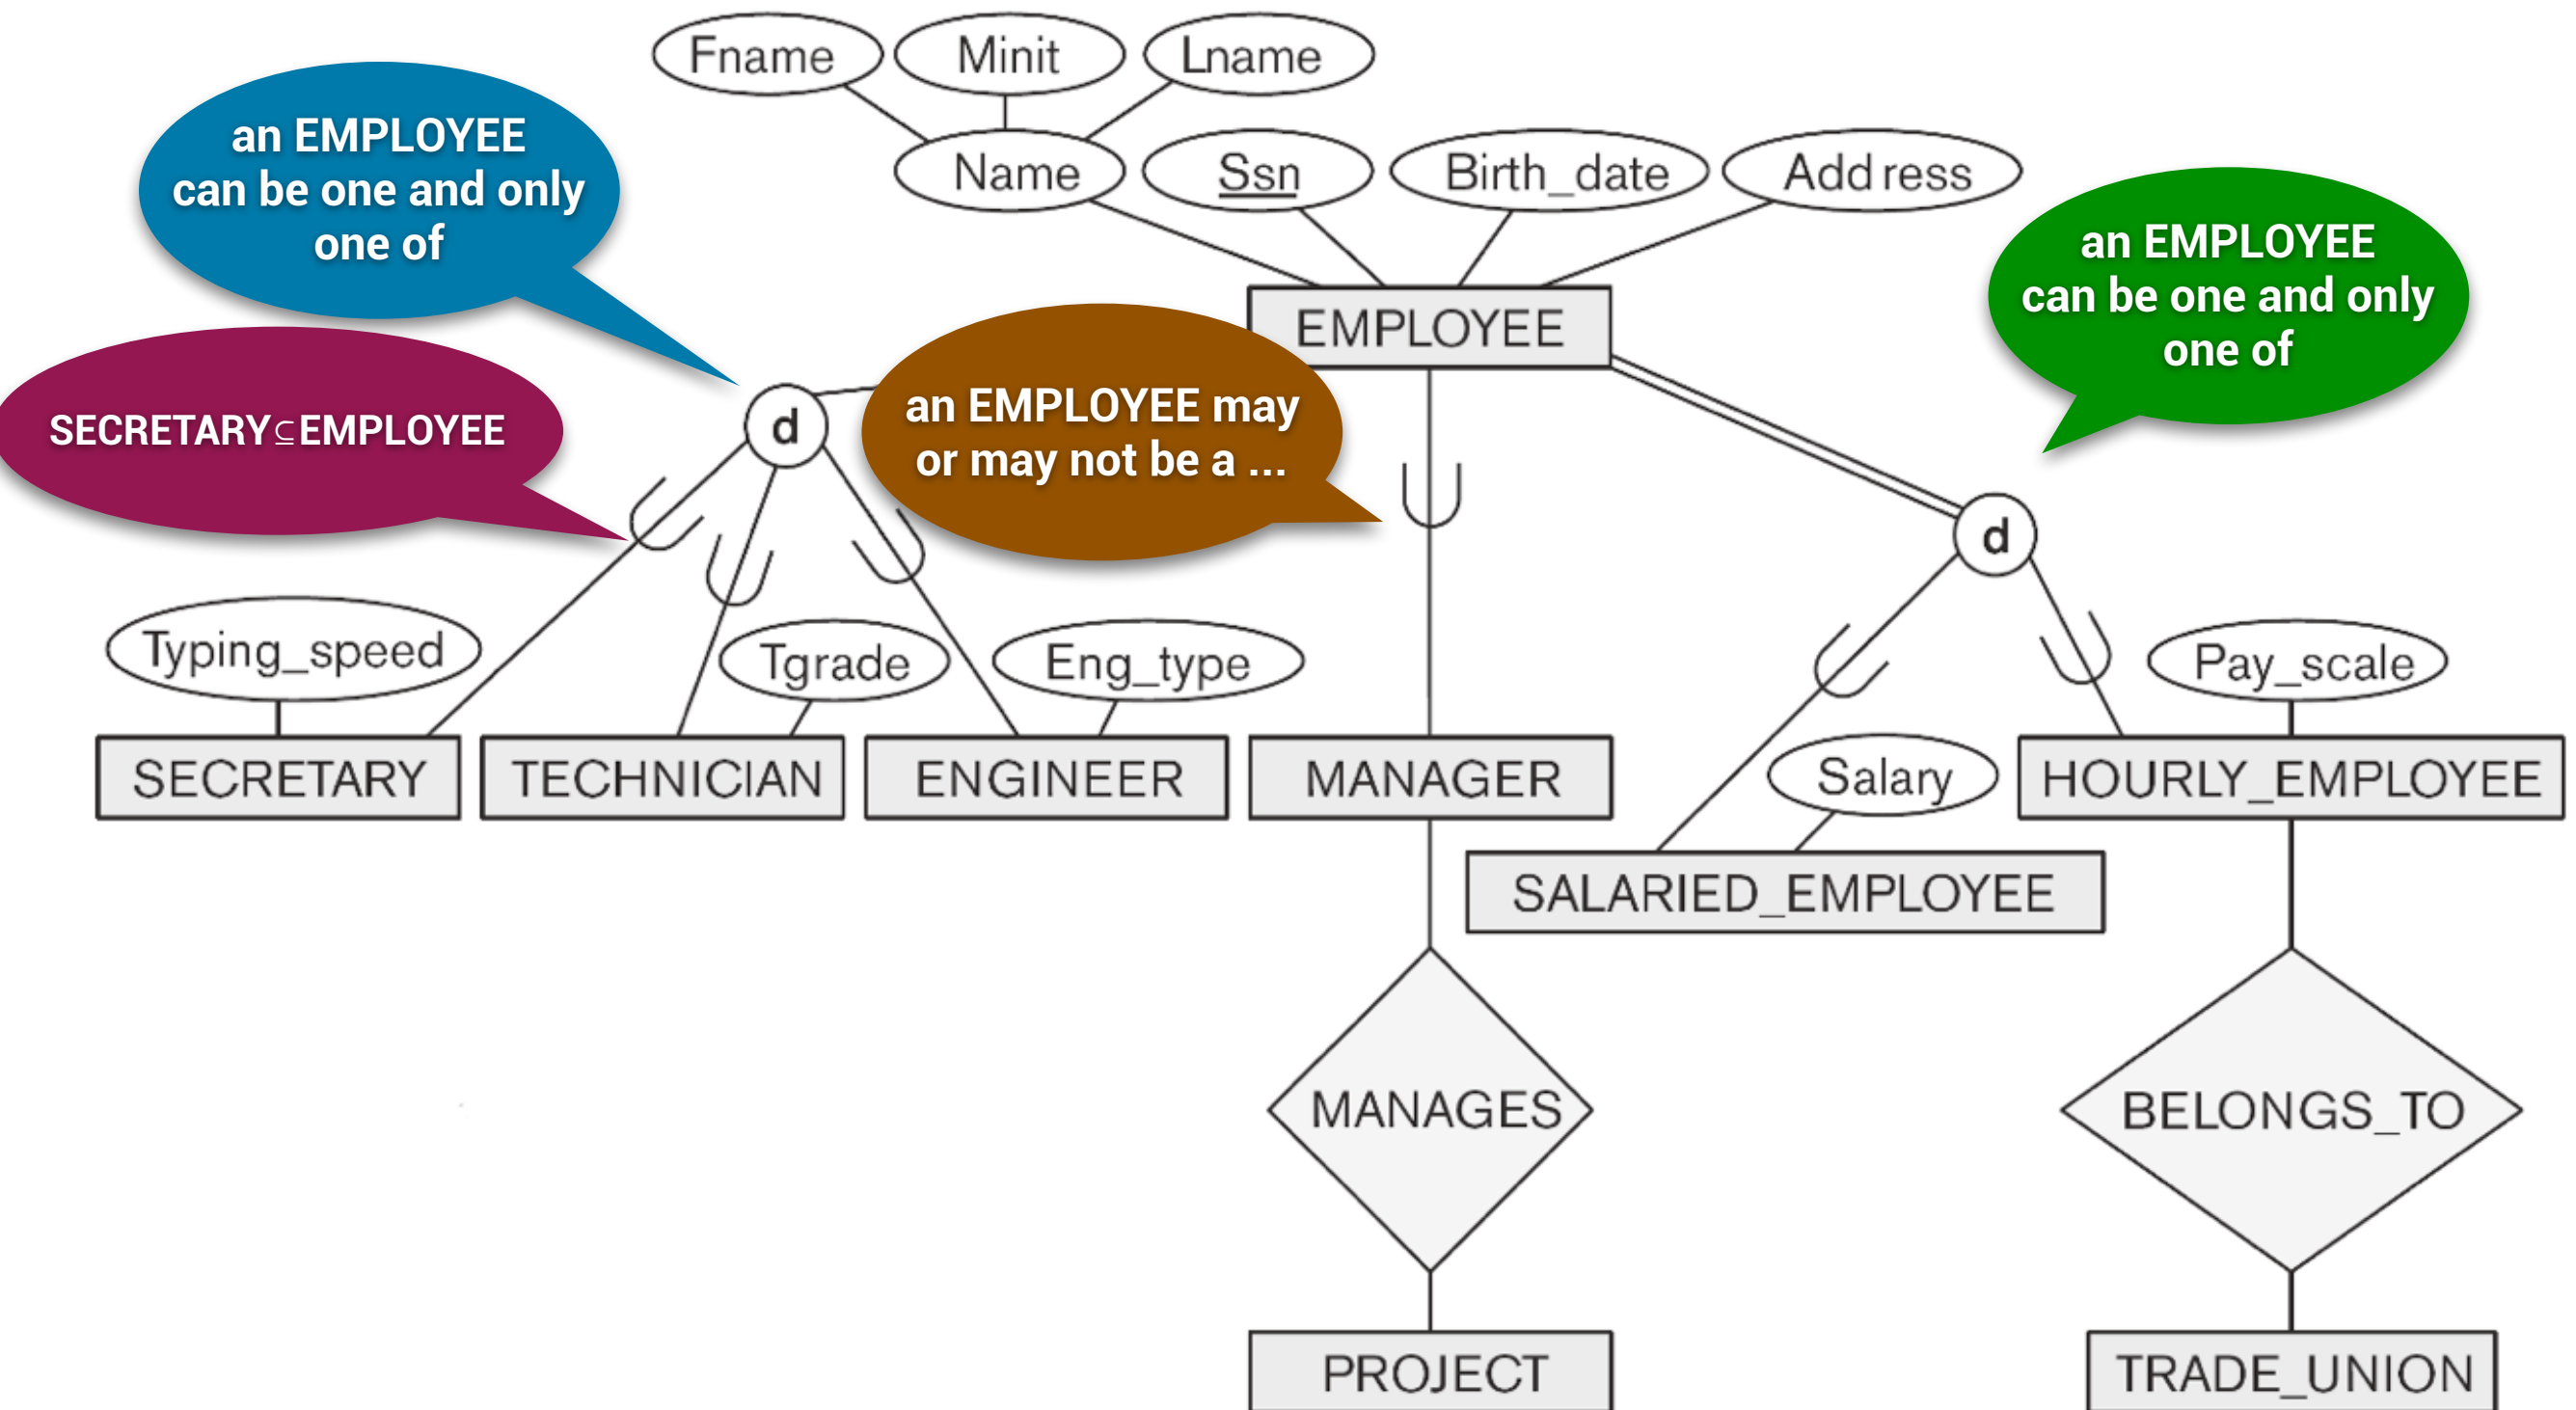 Fname Minit Lname
Name Ssn Birth_date Address
an EMPLOYEE
can be one and only
one of
an EMPLOYEE
can be one and only
one of
EMPLOYEE
SECRETARY⊆EMPLOYEE
d
an EMPLOYEE may
or may not be a ...
d
Typing_speed Tgrade Eng_type Pay_scale
SECRETARY TECHNICIAN ENGINEER MANAGER Salary HOURLY_EMPLOYEE
SALARIED_EMPLOYEE
MANAGES BELONGS_TO
PROJECT TRADE_UNION